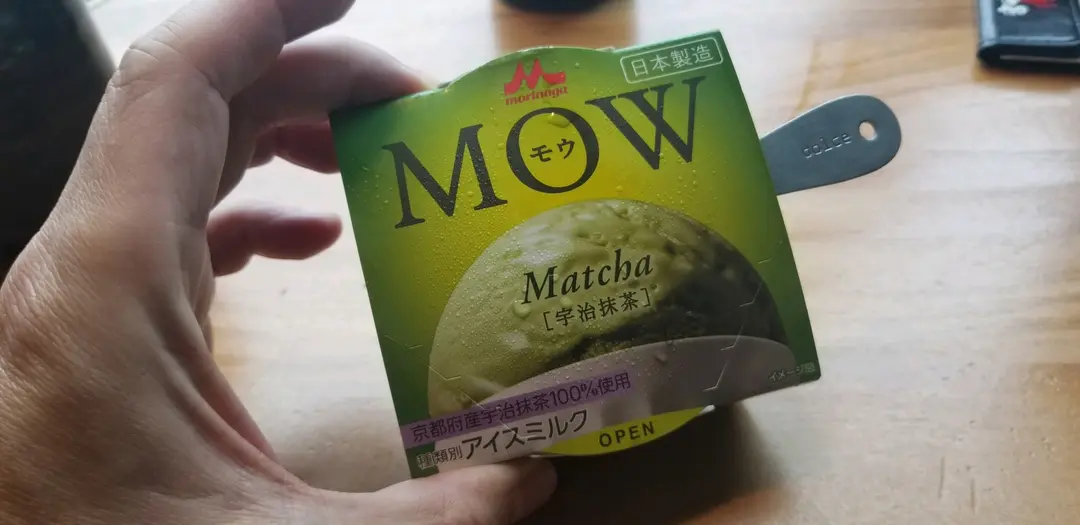 morinaga
日本製造
MOW
モウ
Matcha
[宇治抹茶]
京都府産宇治抹茶100%使用
種類別アイスミルク
OPEN
イメージ図
dolce